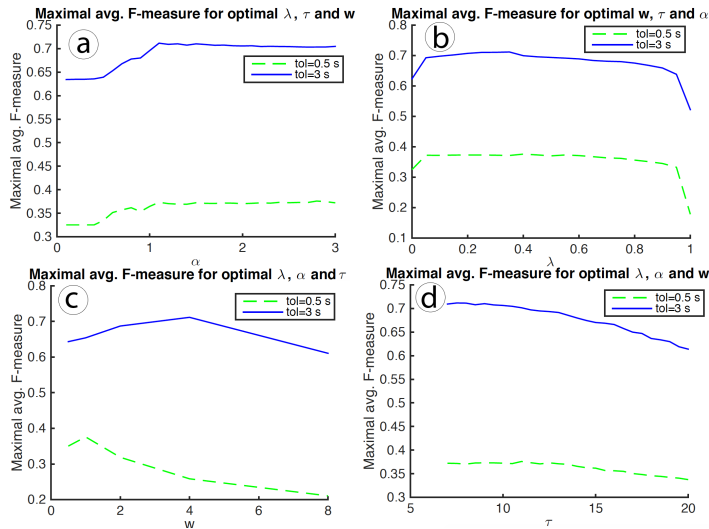 Maximal avg. F-measure for optimal λ, τ and w
a
tol=0.5 s
tol=3 s
Maximal avg. F-measure
0.75
0.7
0.65
0.6
0.55
0.5
0.45
0.4
0.35
0.3
0
1
2
3
α
Maximal avg. F-measure for optimal w, τ and α
b
tol=0.5 s
tol=3 s
Maximal avg. F-measure
0.8
0.7
0.6
0.5
0.4
0.3
0.2
0.1
0
0.2
0.4
0.6
0.8
1
λ
Maximal avg. F-measure for optimal λ, α and τ
c
tol=0.5 s
tol=3 s
Maximal avg. F-measure
0.8
0.7
0.6
0.5
0.4
0.3
0.2
0
2
4
6
8
w
Maximal avg. F-measure for optimal λ, α and w
d
tol=0.5 s
tol=3 s
Maximal avg. F-measure
0.75
0.7
0.65
0.6
0.55
0.5
0.45
0.4
0.35
0.3
5
10
15
20
τ